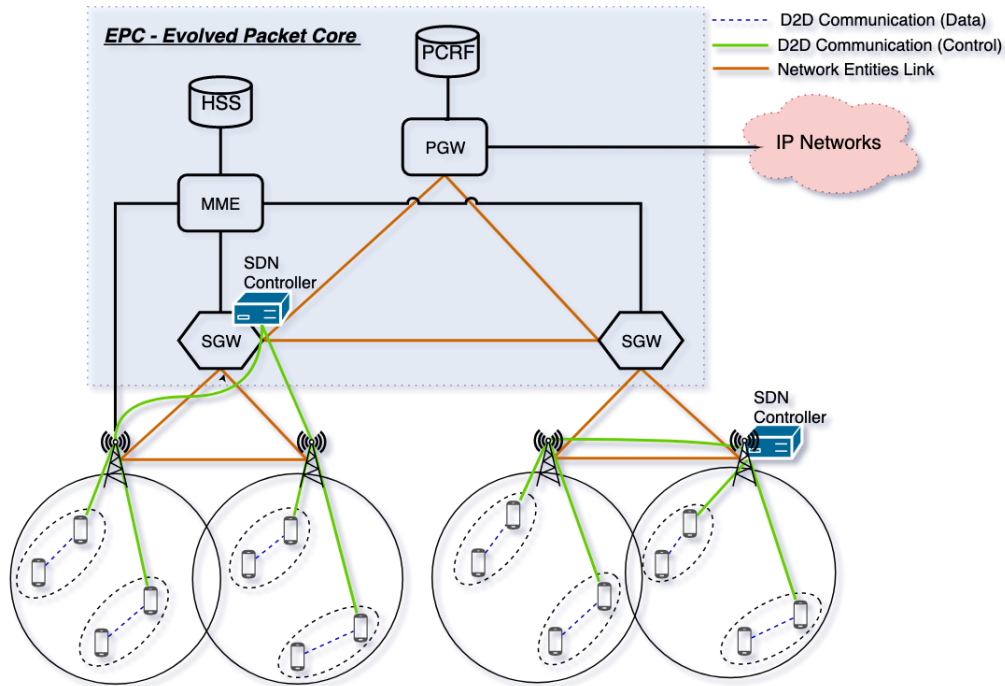 EPC - Evolved Packet Core
PCRF
D2D Communication (Data)
D2D Communication (Control)
Network Entities Link
HSS
PGW
IP Networks
MME
SDN
Controller
SGW
SGW
SDN
Controller